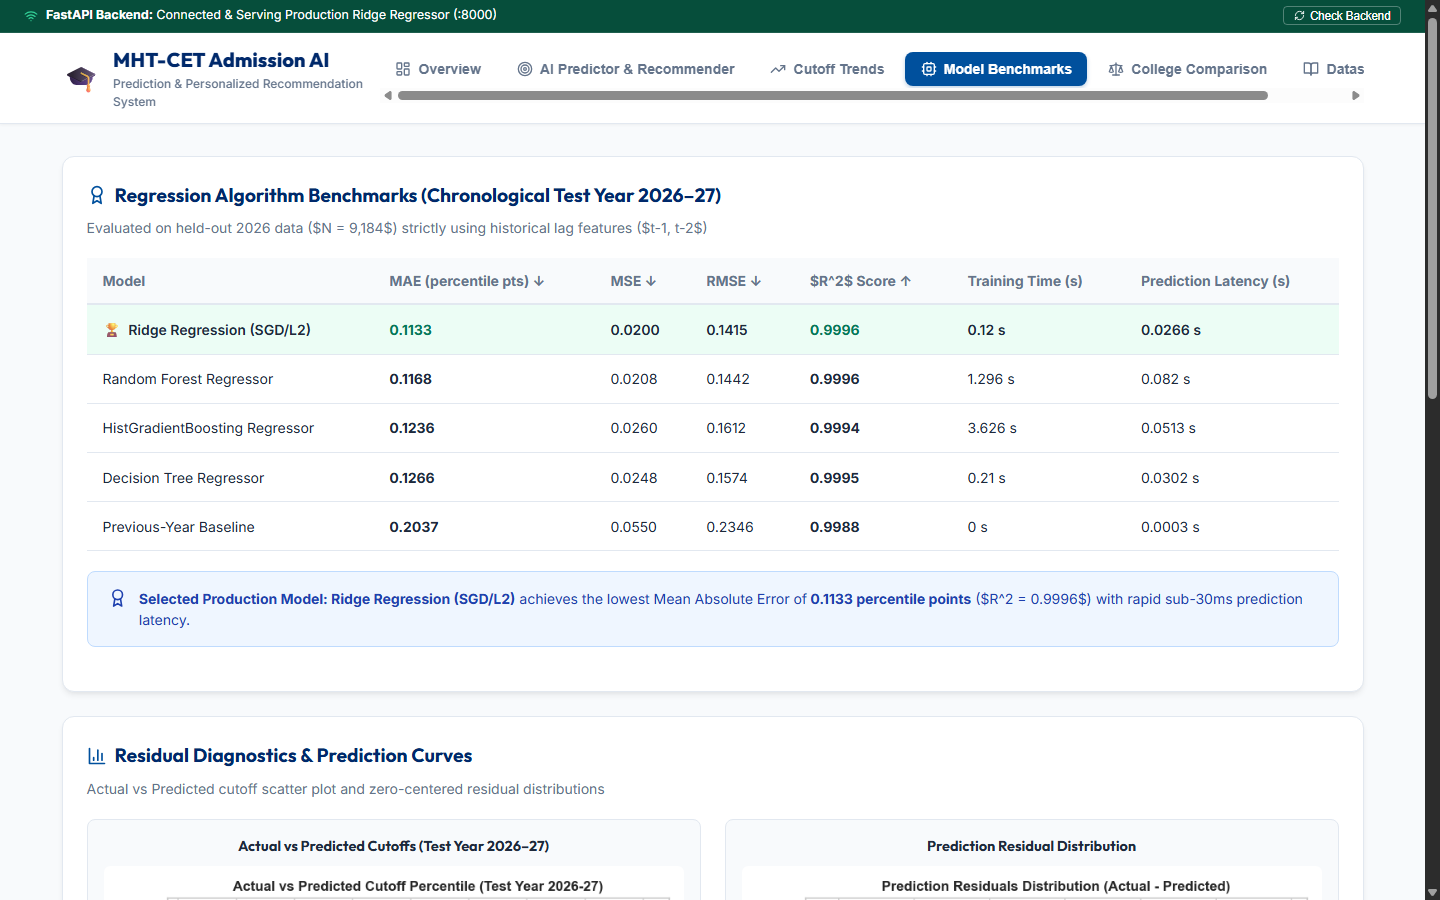 FastAPI Backend: Connected & Serving Production Ridge Regressor (:8000)
Check Backend
MHT-CET Admission AI
Prediction & Personalized Recommendation
System
Overview
AI Predictor & Recommender
Cutoff Trends
Model Benchmarks
College Comparison
Datas
Regression Algorithm Benchmarks (Chronological Test Year 2026–27)
Evaluated on held-out 2026 data ($N = 9,184$) strictly using historical lag features ($t-1, t-2$)
Model MAE (percentile pts) ↓ MSE ↓ RMSE ↓ $R^2$ Score ↑ Training Time (s) Prediction Latency (s)
Ridge Regression (SGD/L2) 0.1133 0.0200 0.1415 0.9996 0.12 s 0.0266 s
Random Forest Regressor 0.1168 0.0208 0.1442 0.9996 1.296 s 0.082 s
HistGradientBoosting Regressor 0.1236 0.0260 0.1612 0.9994 3.626 s 0.0513 s
Decision Tree Regressor 0.1266 0.0248 0.1574 0.9995 0.21 s 0.0302 s
Previous-Year Baseline 0.2037 0.0550 0.2346 0.9988 0 s 0.0003 s
Selected Production Model: Ridge Regression (SGD/L2) achieves the lowest Mean Absolute Error of 0.1133 percentile points ($R^2 = 0.9996$) with rapid sub-30ms prediction
latency.
Residual Diagnostics & Prediction Curves
Actual vs Predicted cutoff scatter plot and zero-centered residual distributions
Actual vs Predicted Cutoffs (Test Year 2026–27)
Actual vs Predicted Cutoff Percentile (Test Year 2026-27)
Prediction Residual Distribution
Prediction Residuals Distribution (Actual - Predicted)